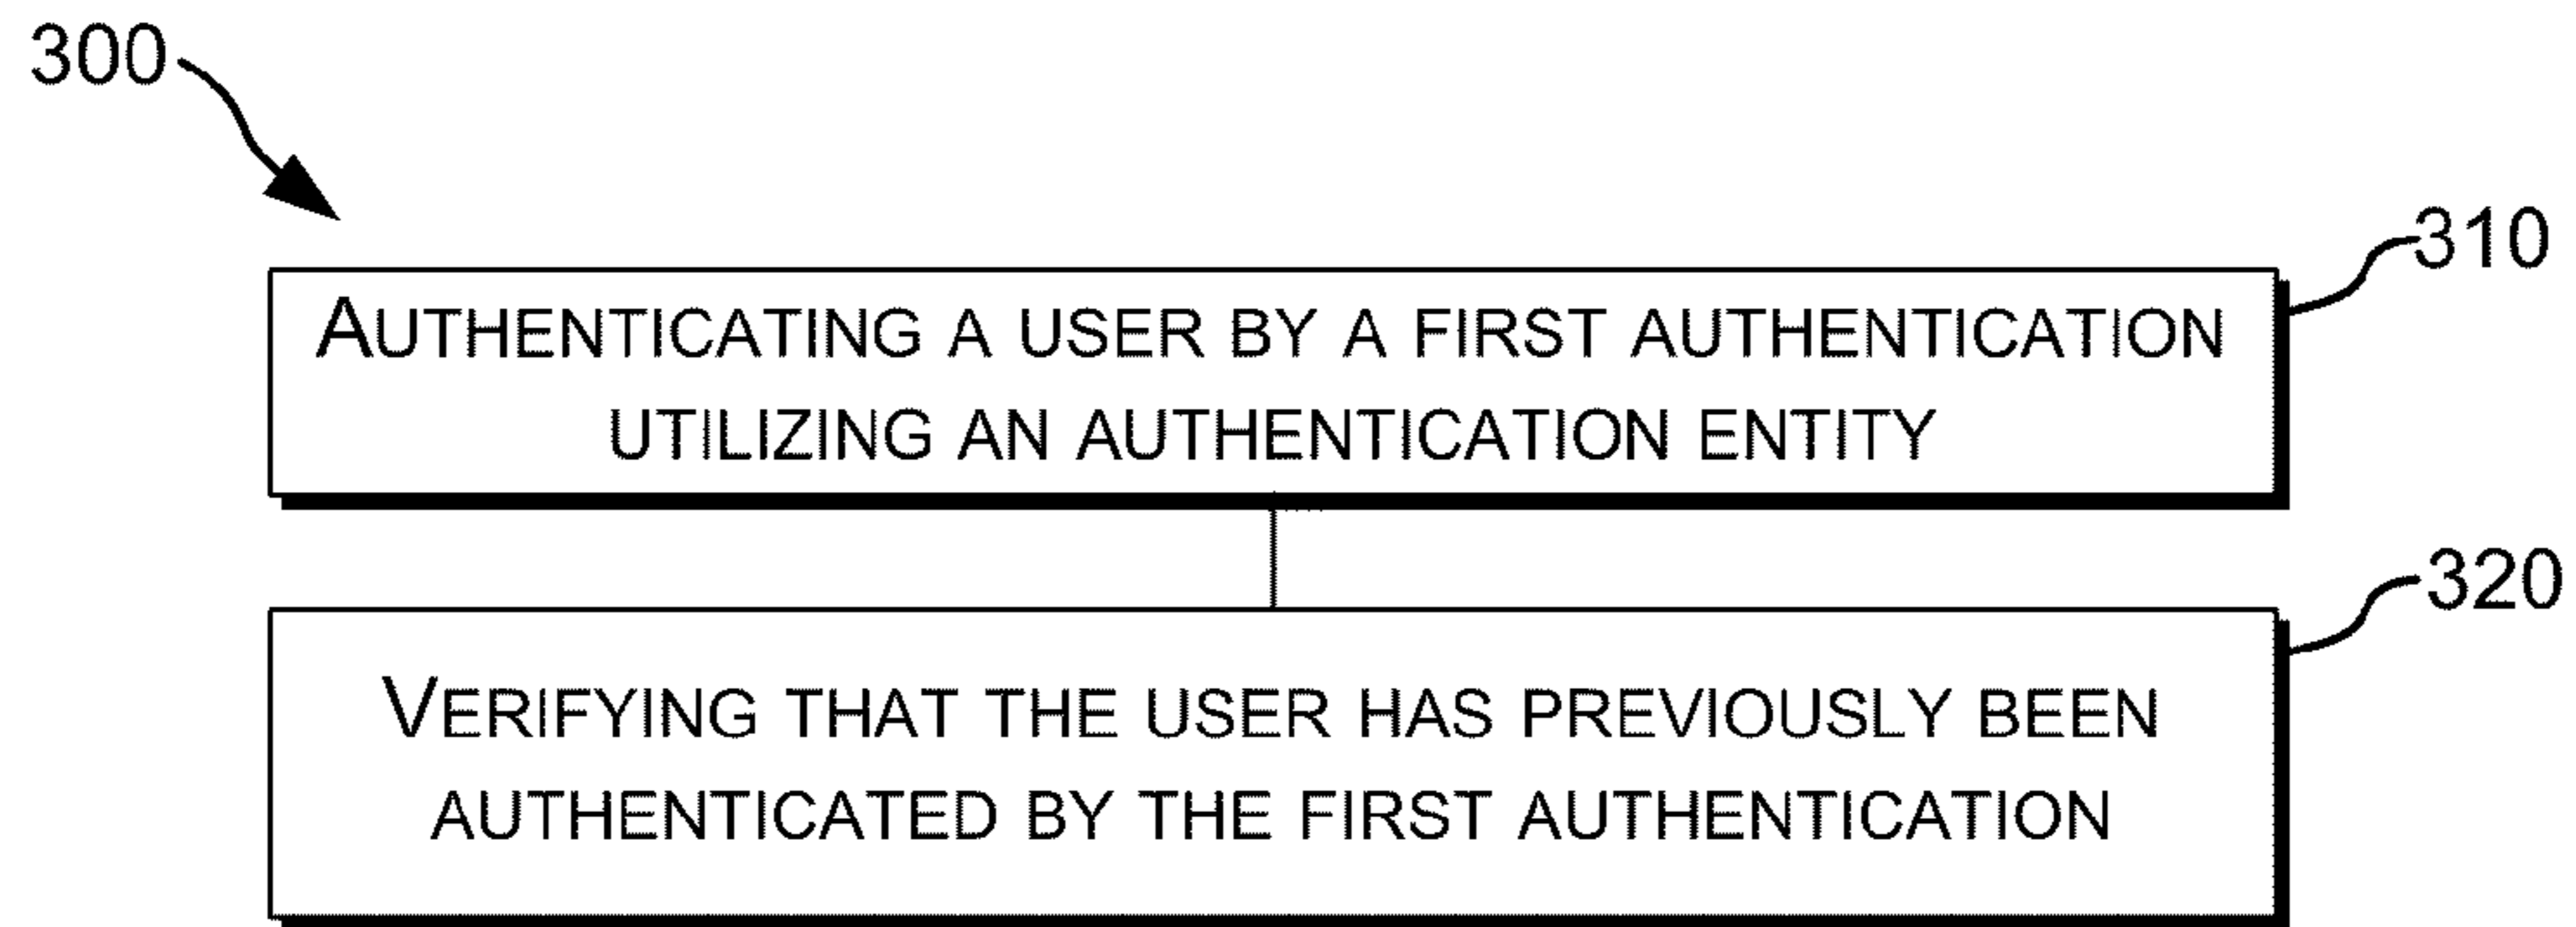 300
310
AUTHENTICATING A USER BY A FIRST AUTHENTICATION
UTILIZING AN AUTHENTICATION ENTITY
320
VERIFYING THAT THE USER HAS PREVIOUSLY BEEN
AUTHENTICATED BY THE FIRST AUTHENTICATION